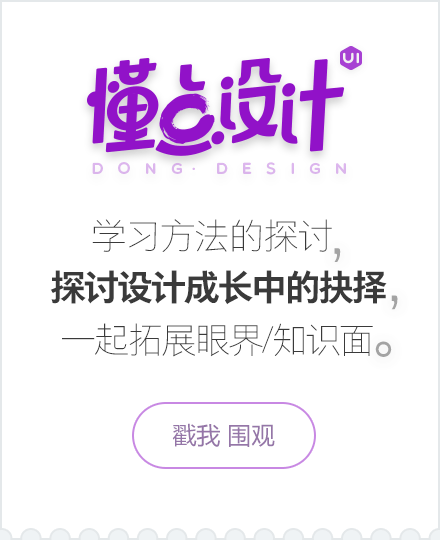 懂点设计
UI
DONG·DESIGN
学习方法的探讨，
探讨设计成长中的抉择，
一起拓展眼界/知识面。
戳我 围观